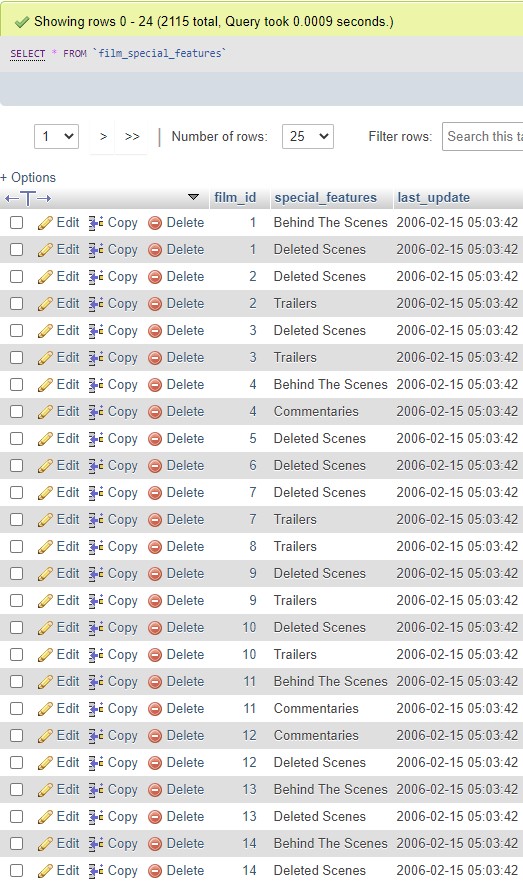 Showing rows 0 - 24 (2115 total, Query took 0.0009 seconds.)
SELECT * FROM `film_special_features`
1 > >> | Number of rows: 25 Filter rows: Search this ta
+ Options
←T→ film_id special_features last_update
Edit Copy Delete 1 Behind The Scenes 2006-02-15 05:03:42
Edit Copy Delete 1 Deleted Scenes 2006-02-15 05:03:42
Edit Copy Delete 2 Deleted Scenes 2006-02-15 05:03:42
Edit Copy Delete 2 Trailers 2006-02-15 05:03:42
Edit Copy Delete 3 Deleted Scenes 2006-02-15 05:03:42
Edit Copy Delete 3 Trailers 2006-02-15 05:03:42
Edit Copy Delete 4 Behind The Scenes 2006-02-15 05:03:42
Edit Copy Delete 4 Commentaries 2006-02-15 05:03:42
Edit Copy Delete 5 Deleted Scenes 2006-02-15 05:03:42
Edit Copy Delete 6 Deleted Scenes 2006-02-15 05:03:42
Edit Copy Delete 7 Deleted Scenes 2006-02-15 05:03:42
Edit Copy Delete 7 Trailers 2006-02-15 05:03:42
Edit Copy Delete 8 Trailers 2006-02-15 05:03:42
Edit Copy Delete 9 Deleted Scenes 2006-02-15 05:03:42
Edit Copy Delete 9 Trailers 2006-02-15 05:03:42
Edit Copy Delete 10 Deleted Scenes 2006-02-15 05:03:42
Edit Copy Delete 10 Trailers 2006-02-15 05:03:42
Edit Copy Delete 11 Behind The Scenes 2006-02-15 05:03:42
Edit Copy Delete 11 Commentaries 2006-02-15 05:03:42
Edit Copy Delete 12 Commentaries 2006-02-15 05:03:42
Edit Copy Delete 12 Deleted Scenes 2006-02-15 05:03:42
Edit Copy Delete 13 Behind The Scenes 2006-02-15 05:03:42
Edit Copy Delete 13 Deleted Scenes 2006-02-15 05:03:42
Edit Copy Delete 14 Behind The Scenes 2006-02-15 05:03:42
Edit Copy Delete 14 Deleted Scenes 2006-02-15 05:03:42